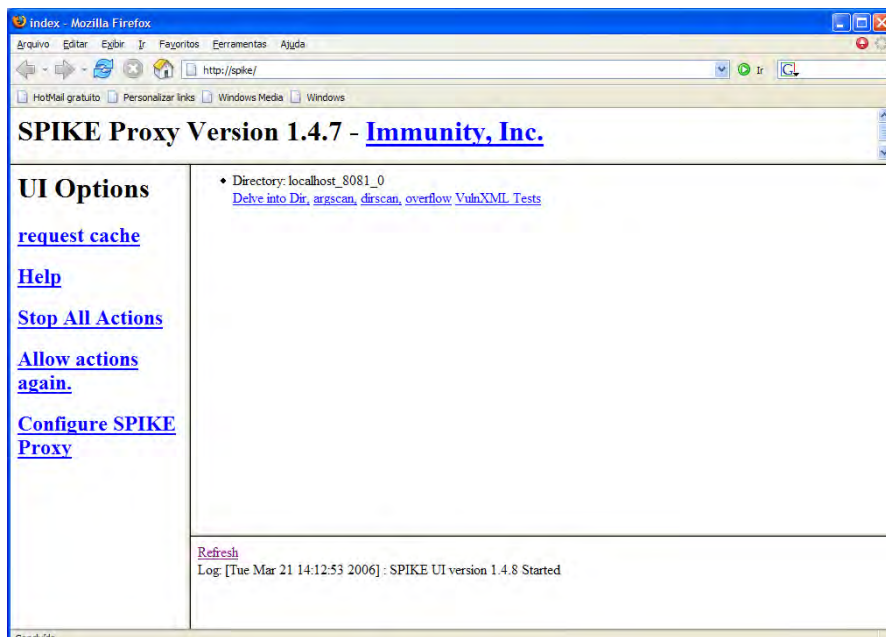 index - Mozilla Firefox
Arquivo Editar Exibir Ir Favoritos Ferramentas Ajuda
http://spike/
Ir
HotMail gratuito Personalizar links Windows Media Windows
SPIKE Proxy Version 1.4.7 - Immunity, Inc.
UI Options
request cache
Help
Stop All Actions
Allow actions
again.
Configure SPIKE
Proxy
Directory: localhost_8081_0
Delve into Dir, argscan, dirscan, overflow VulnXML Tests
Refresh
Log: [Tue Mar 21 14:12:53 2006] : SPIKE UI version 1.4.8 Started